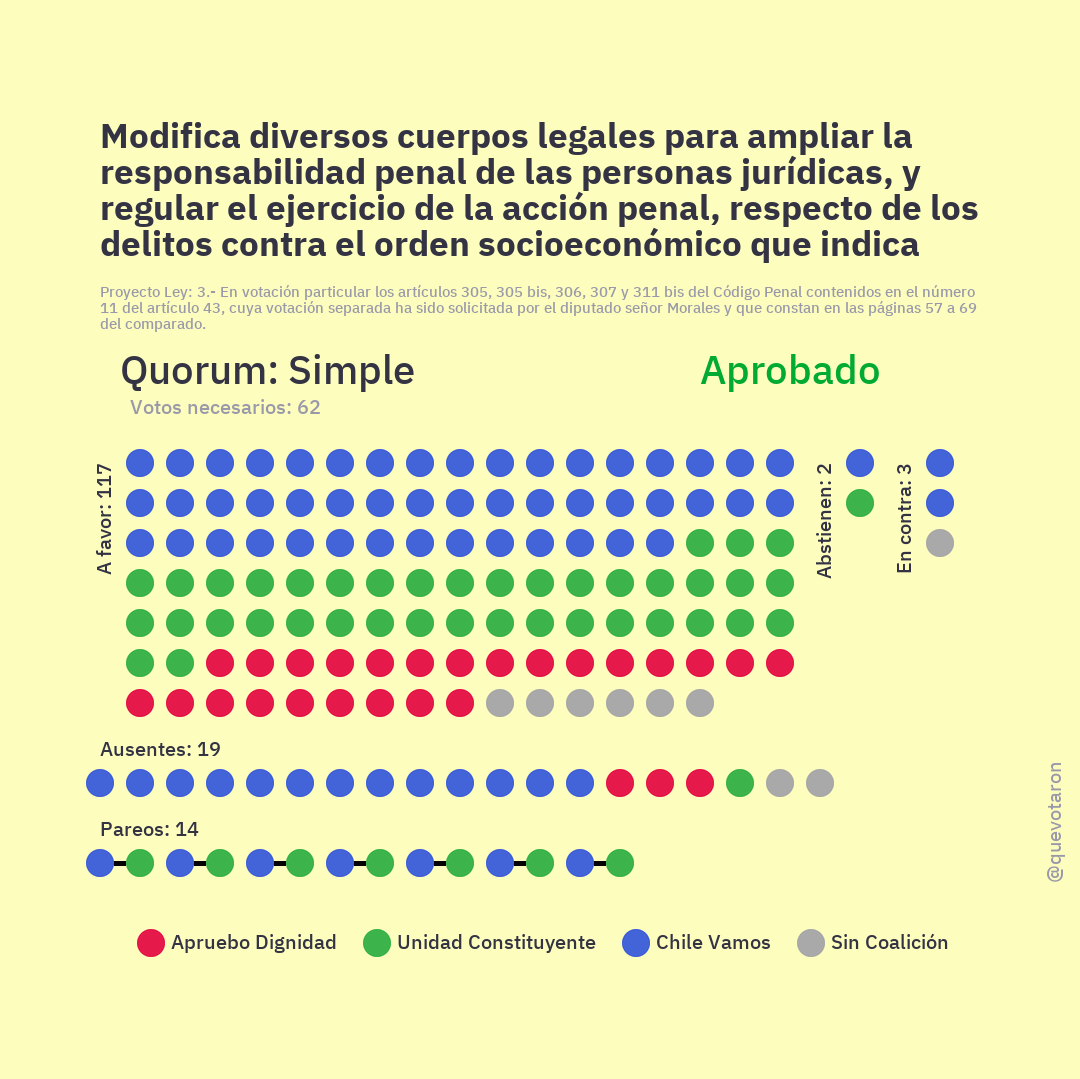 Modifica diversos cuerpos legales para ampliar la
responsabilidad penal de las personas jurídicas, y
regular el ejercicio de la acción penal, respecto de los
delitos contra el orden socioeconómico que indica
Proyecto Ley: 3.- En votación particular los artículos 305, 305 bis, 306, 307 y 311 bis del Código Penal contenidos en el número
11 del artículo 43, cuya votación separada ha sido solicitada por el diputado señor Morales y que constan en las páginas 57 a 69
del comparado.
Quorum: Simple
Aprobado
Votos necesarios: 62
A favor: 117
Abstienen: 2
En contra: 3
Ausentes: 19
Pareos: 14
@quevotaron
Apruebo Dignidad
Unidad Constituyente
Chile Vamos
Sin Coalición